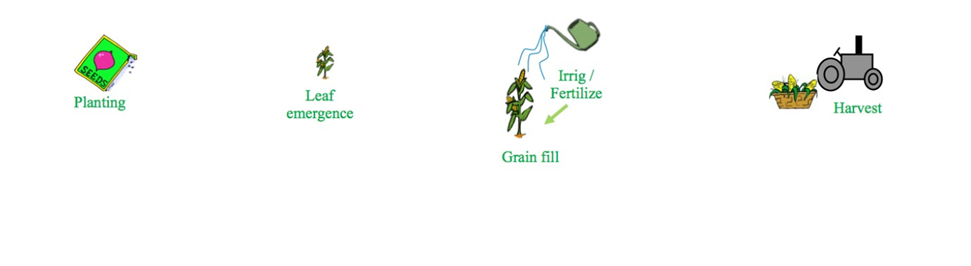 SEEDS
Planting
Leaf
emergence
Irrig /
Fertilize
Grain fill
Harvest